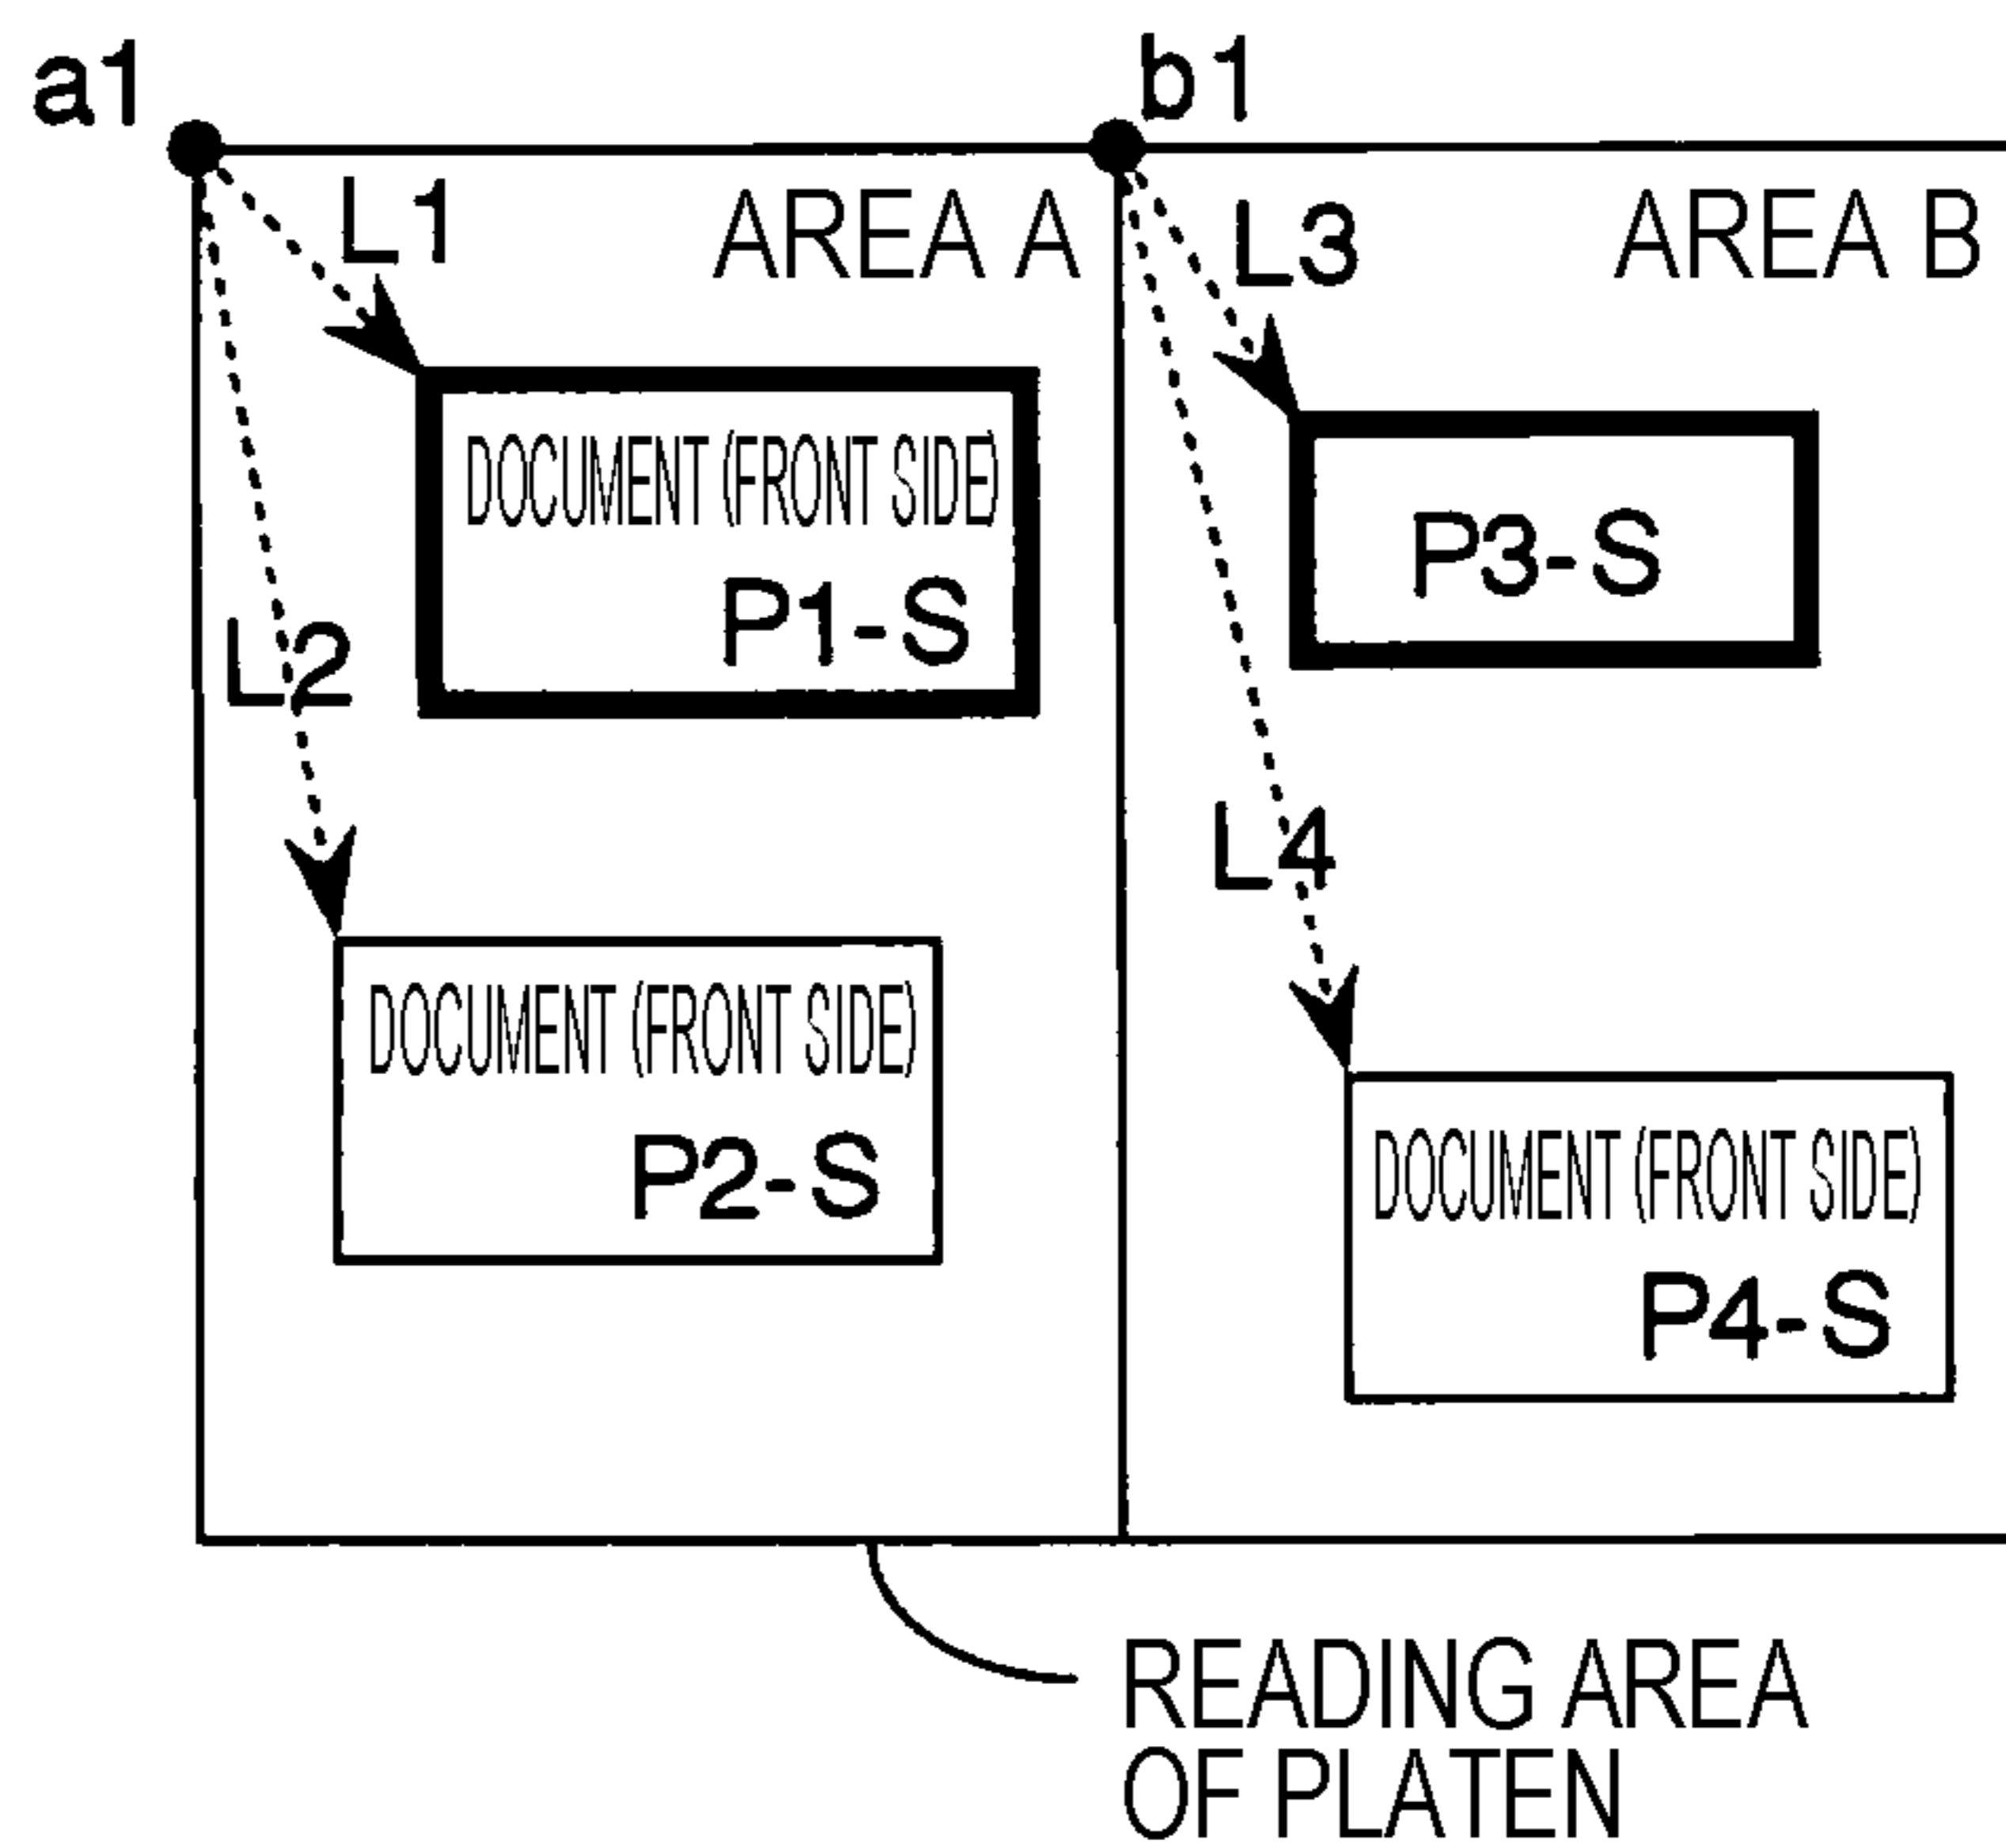 a1
b1
L1
AREA A
L3
AREA B
DOCUMENT (FRONT SIDE)
P1-S
P3-S
L2
L4
DOCUMENT (FRONT SIDE)
P2-S
DOCUMENT (FRONT SIDE)
P4-S
READING AREA
OF PLATEN